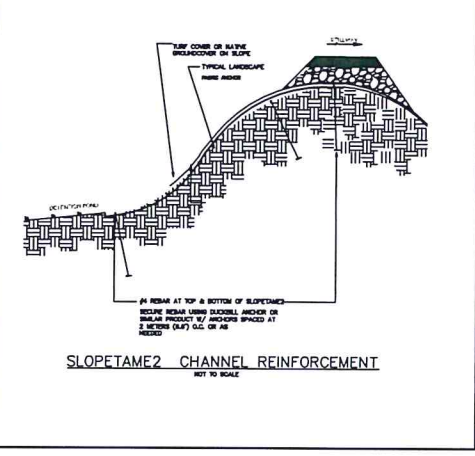 SPILLWAY
TURF COVER OR NATIVE
GROUNDCOVER ON SLOPE
TYPICAL LANDSCAPE
FABRIC ANCHOR
DETENTION POND
#4 REBAR AT TOP & BOTTOM OF SLOPETAME2
SECURE REBAR USING DUCKBILL ANCHOR OR
SIMILAR PRODUCT W/ ANCHORS SPACED AT
2 METERS (6.6') O.C. OR AS
NEEDED
SLOPETAME2 CHANNEL REINFORCEMENT
NOT TO SCALE